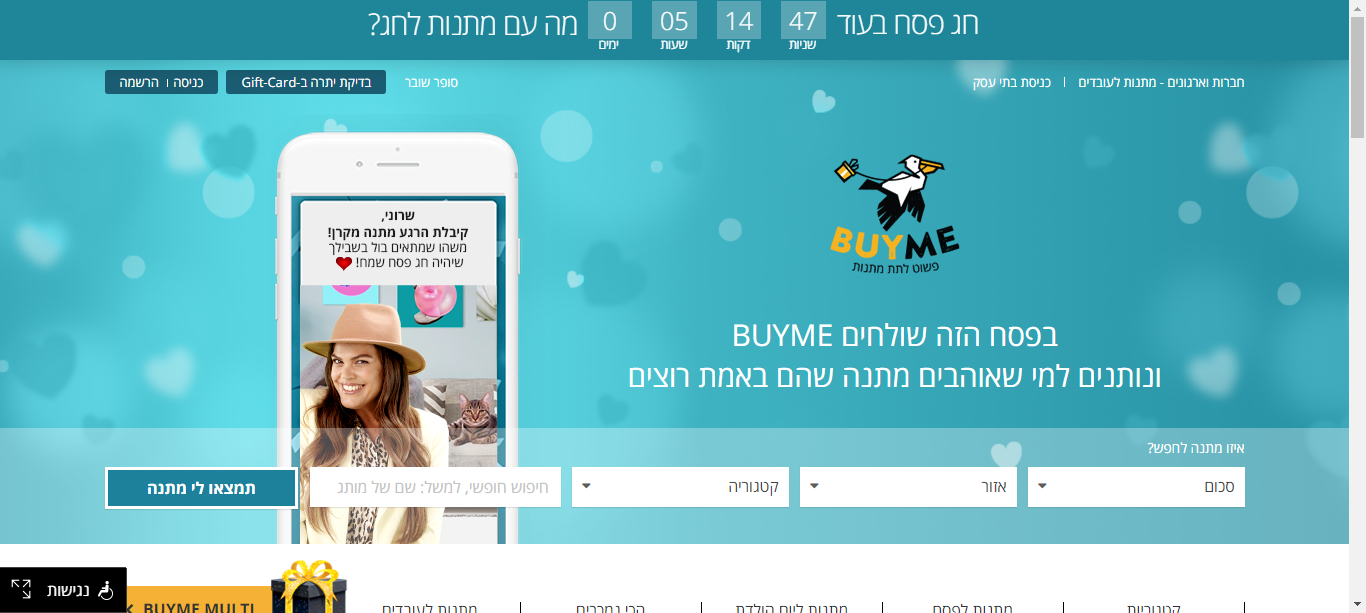 חג פסח בעוד
47 שניות
14 דקות
05 שעות
0 ימים
מה עם מתנות לחג?
חברות וארגונים - מתנות לעובדים | כניסת בתי עסק
סופר שובר
בדיקת יתרה ב-Gift-Card
כניסה | הרשמה
BUYME
פשוט לתת מתנות
שרוני,
קיבלת הרגע מתנה מקרן!
משהו שמתאים בול בשבילך
שיהיה חג פסח שמח!
בפסח הזה שולחים BUYME
ונותנים למי שאוהבים מתנה שהם באמת רוצים
איזו מתנה לחפש?
סכום
אזור
קטגוריה
חיפוש חופשי, למשל: שם של מותג
תמצאו לי מתנה
קטגוריות
מתנות לפסח
מתנות ליום הולדת
הכי נמכרים
מתנות לעובדים
BUYME MULTI
נגישות